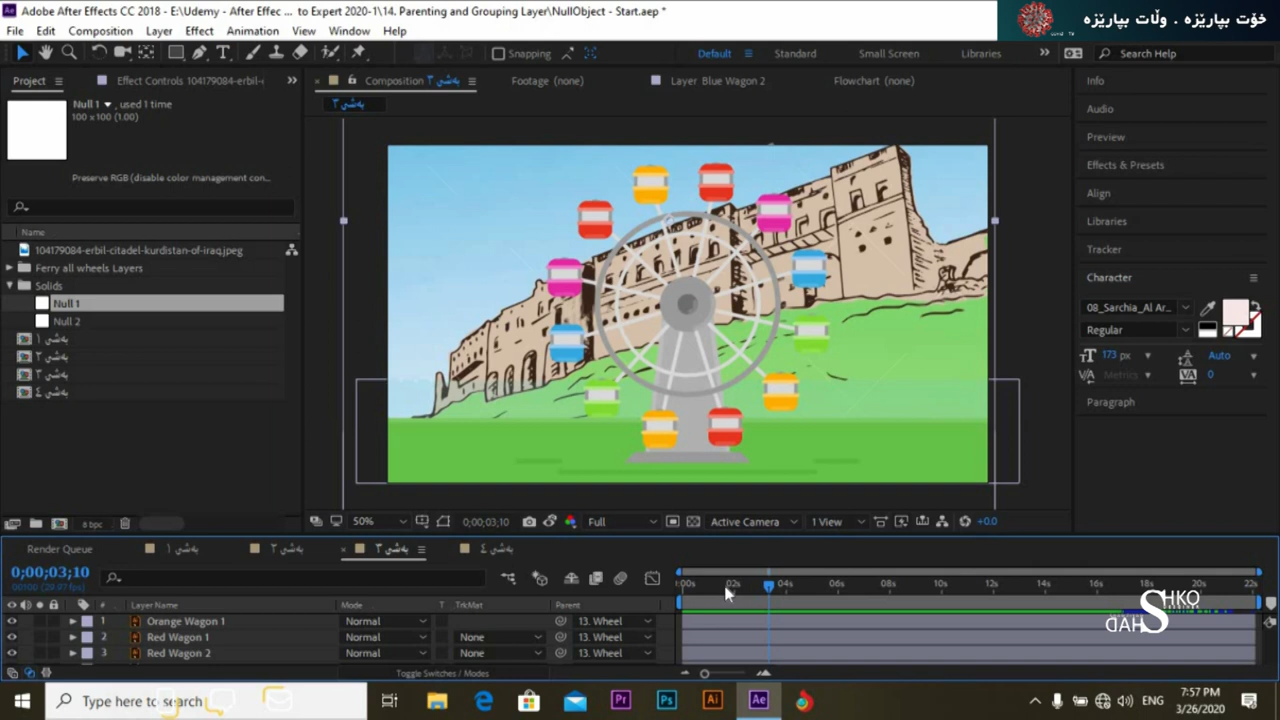 Adobe After Effects CC 2018 - E:\Udemy - After Effec ... to Expert 2020-1\14. Parenting and Grouping Layer\NullObject - Start.aep *
خۆت بپارێزە . وڵات بپارێزە
File Edit Composition Layer Effect Animation View Window Help
Snapping Default Standard Small Screen Libraries Search Help
Project Effect Controls 104179084-erbil-
Composition بەشی ٣ Footage (none) Layer Blue Wagon 2 Flowchart (none)
بەشی ٣
Null 1 , used 1 time
100 x 100 (1.00)
Preserve RGB (disable color management con...
Name
104179084-erbil-citadel-kurdistan-of-iraq.jpeg
Ferry all wheels Layers
Solids
Null 1
Null 2
بەشی ١
بەشی ٢
بەشی ٣
بەشی ٤
8 bpc
50% 0;00;03;10 Full Active Camera 1 View +0.0
Info
Audio
Preview
Effects & Presets
Align
Libraries
Tracker
Character
08_Sarchia_Al Ar...
Regular
173 px Auto
Metrics 0
Paragraph
Render Queue بەشی ١ بەشی ٢ بەشی ٣ بەشی ٤
0;00;03;10
00100 (29.97 fps)
:00s 02s 04s 06s 08s 10s 12s 14s 16s 18s 20s 22s
# Layer Name Mode T TrkMat Parent
1 Orange Wagon 1 Normal 13. Wheel
2 Red Wagon 1 Normal None 13. Wheel
3 Red Wagon 2 Normal None 13. Wheel
Toggle Switches / Modes
SHKO
Type here to search
Pr Ps Ai Ae
ENG
7:57 PM
3/26/2020